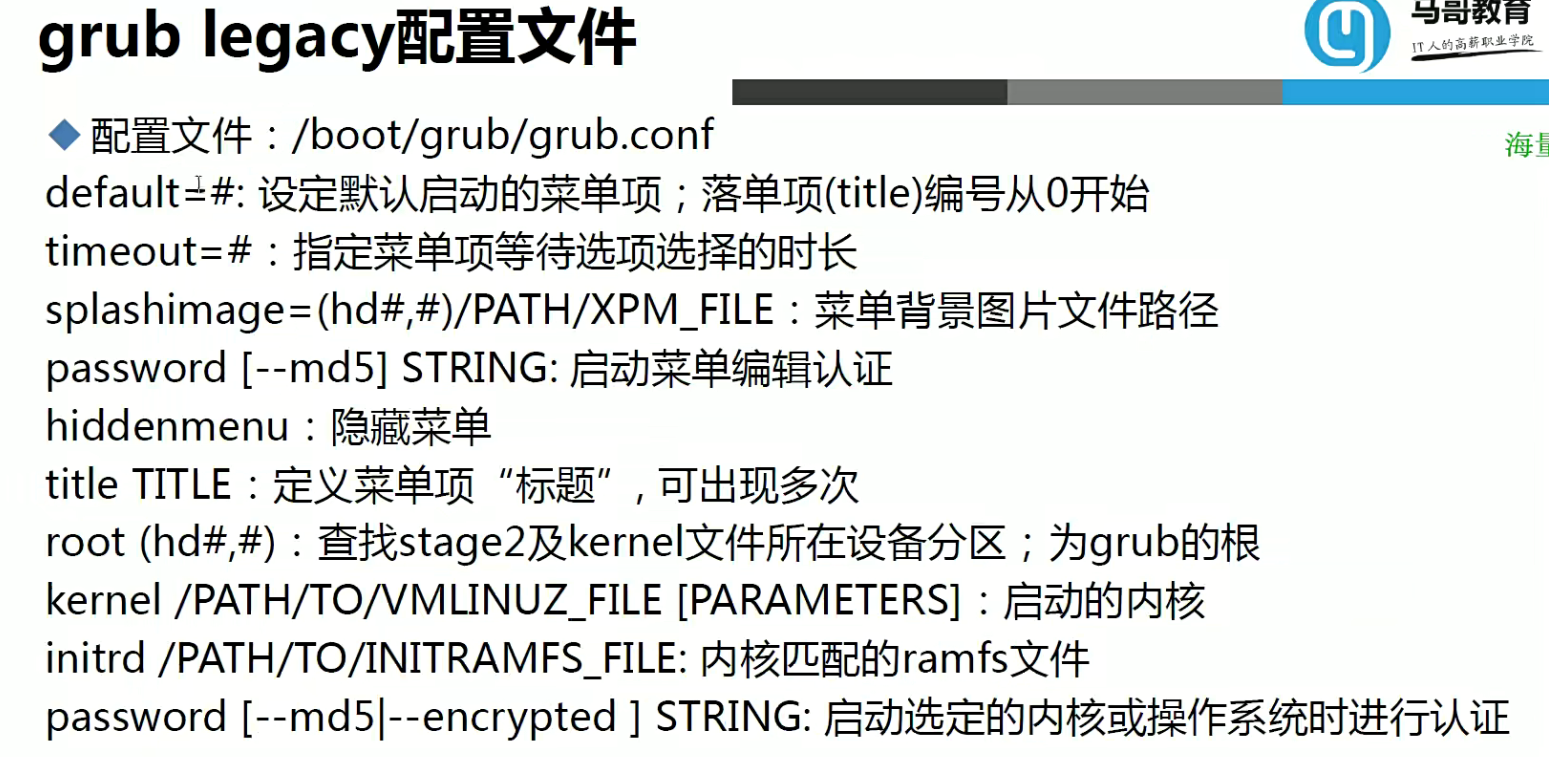 grub legacy配置文件
马哥教育
IT人的高薪职业学院
配置文件：/boot/grub/grub.conf
海量
default=#: 设定默认启动的菜单项；落单项(title)编号从0开始
timeout=#：指定菜单项等待选项选择的时长
splashimage=(hd#,#)/PATH/XPM_FILE：菜单背景图片文件路径
password [--md5] STRING: 启动菜单编辑认证
hiddenmenu：隐藏菜单
title TITLE：定义菜单项“标题”, 可出现多次
root (hd#,#)：查找stage2及kernel文件所在设备分区；为grub的根
kernel /PATH/TO/VMLINUZ_FILE [PARAMETERS]：启动的内核
initrd /PATH/TO/INITRAMFS_FILE: 内核匹配的ramfs文件
password [--md5|--encrypted ] STRING: 启动选定的内核或操作系统时进行认证